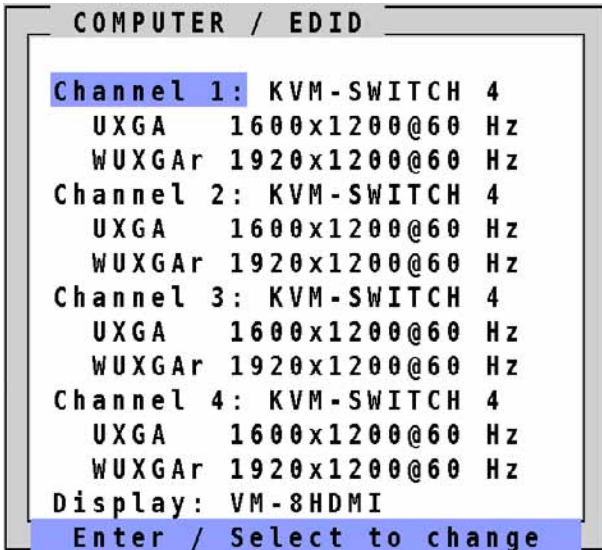 COMPUTER / EDID
Channel 1: KVM-SWITCH 4
UXGA 1600x1200@60 Hz
WUXGAr 1920x1200@60 Hz
Channel 2: KVM-SWITCH 4
UXGA 1600x1200@60 Hz
WUXGAr 1920x1200@60 Hz
Channel 3: KVM-SWITCH 4
UXGA 1600x1200@60 Hz
WUXGAr 1920x1200@60 Hz
Channel 4: KVM-SWITCH 4
UXGA 1600x1200@60 Hz
WUXGAr 1920x1200@60 Hz
Display: VM-8HDMI
Enter / Select to change